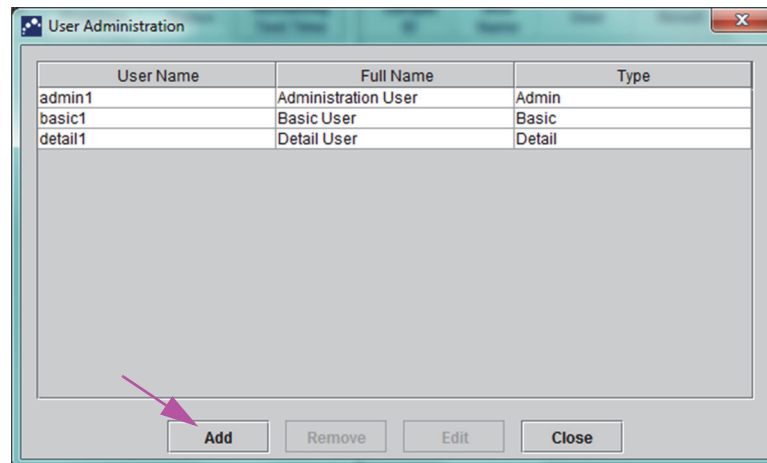 User Administration
User Name Full Name Type
admin1 Administration User Admin
basic1 Basic User Basic
detail1 Detail User Detail
Add Remove Edit Close